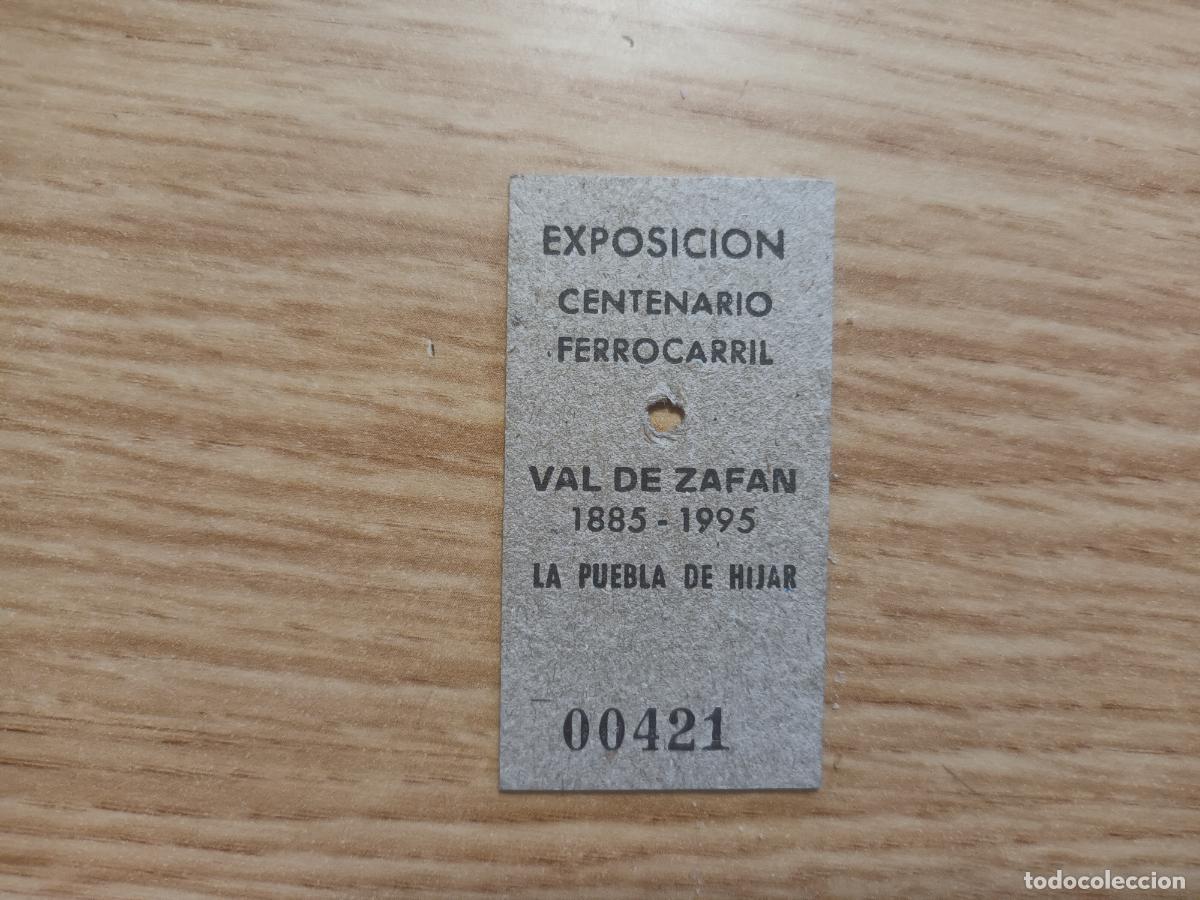 EXPOSICION
CENTENARIO
FERROCARRIL
VAL DE ZAFAN
1885 - 1995
LA PUEBLA DE HIJAR
00421
todocoleccion